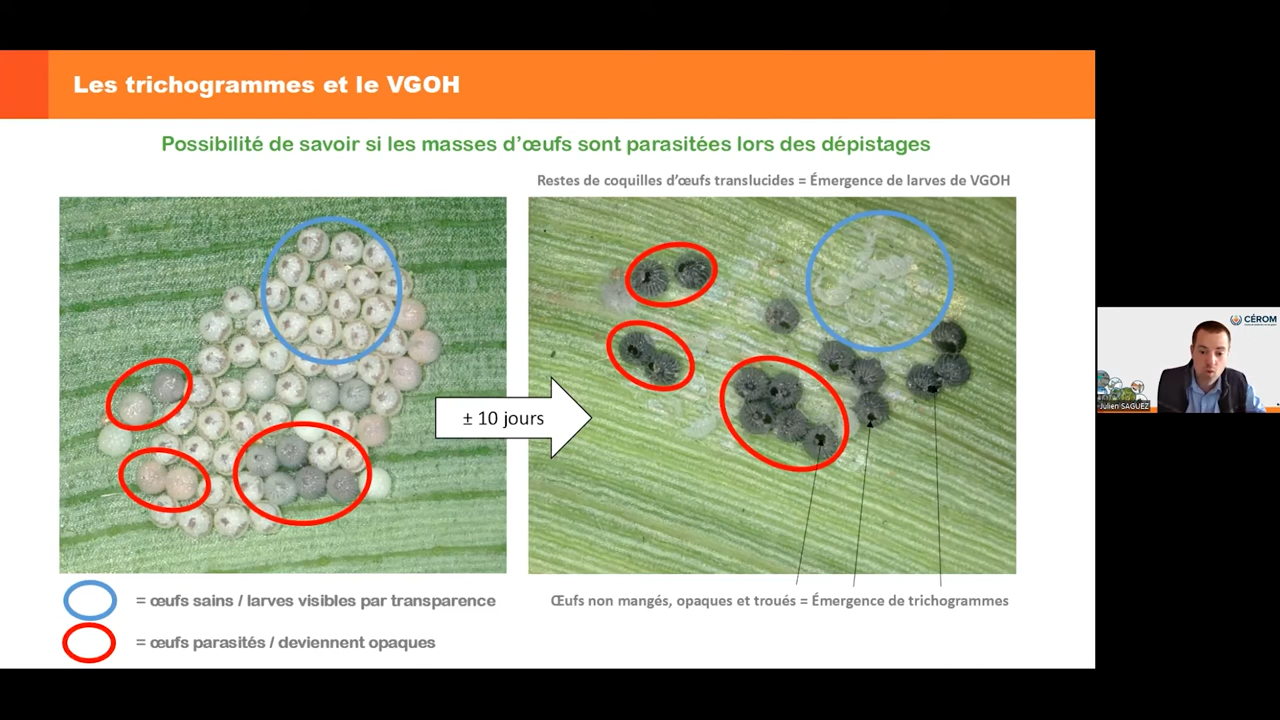 Les trichogrammes et le VGOH
Possibilité de savoir si les masses d'œufs sont parasitées lors des dépistages
Restes de coquilles d'œufs translucides = Émergence de larves de VGOH
± 10 jours
= œufs sains / larves visibles par transparence
Œufs non mangés, opaques et troués = Émergence de trichogrammes
= œufs parasités / deviennent opaques
CÉROM
Julien SAGUEZ